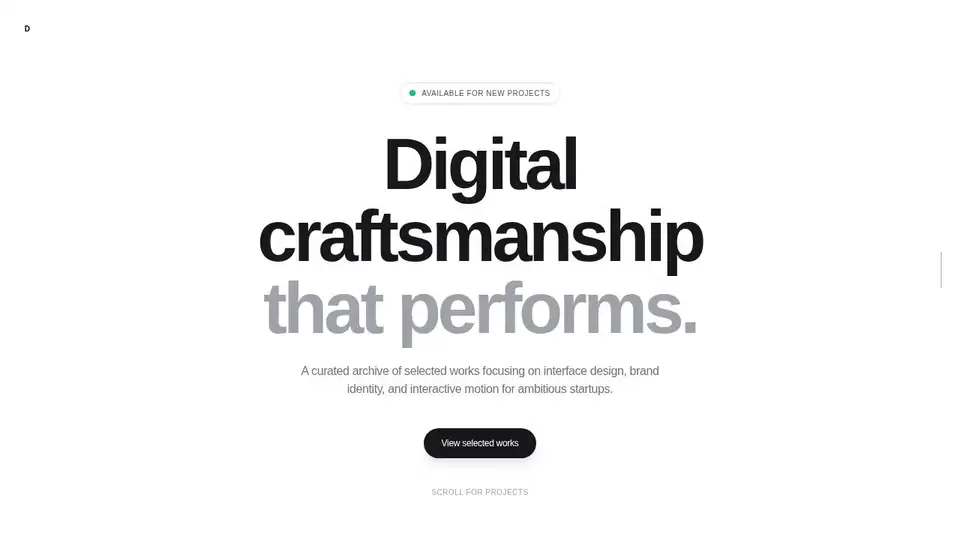 D
AVAILABLE FOR NEW PROJECTS
Digital
craftsmanship
that performs.
A curated archive of selected works focusing on interface design, brand
identity, and interactive motion for ambitious startups.
View selected works
SCROLL FOR PROJECTS